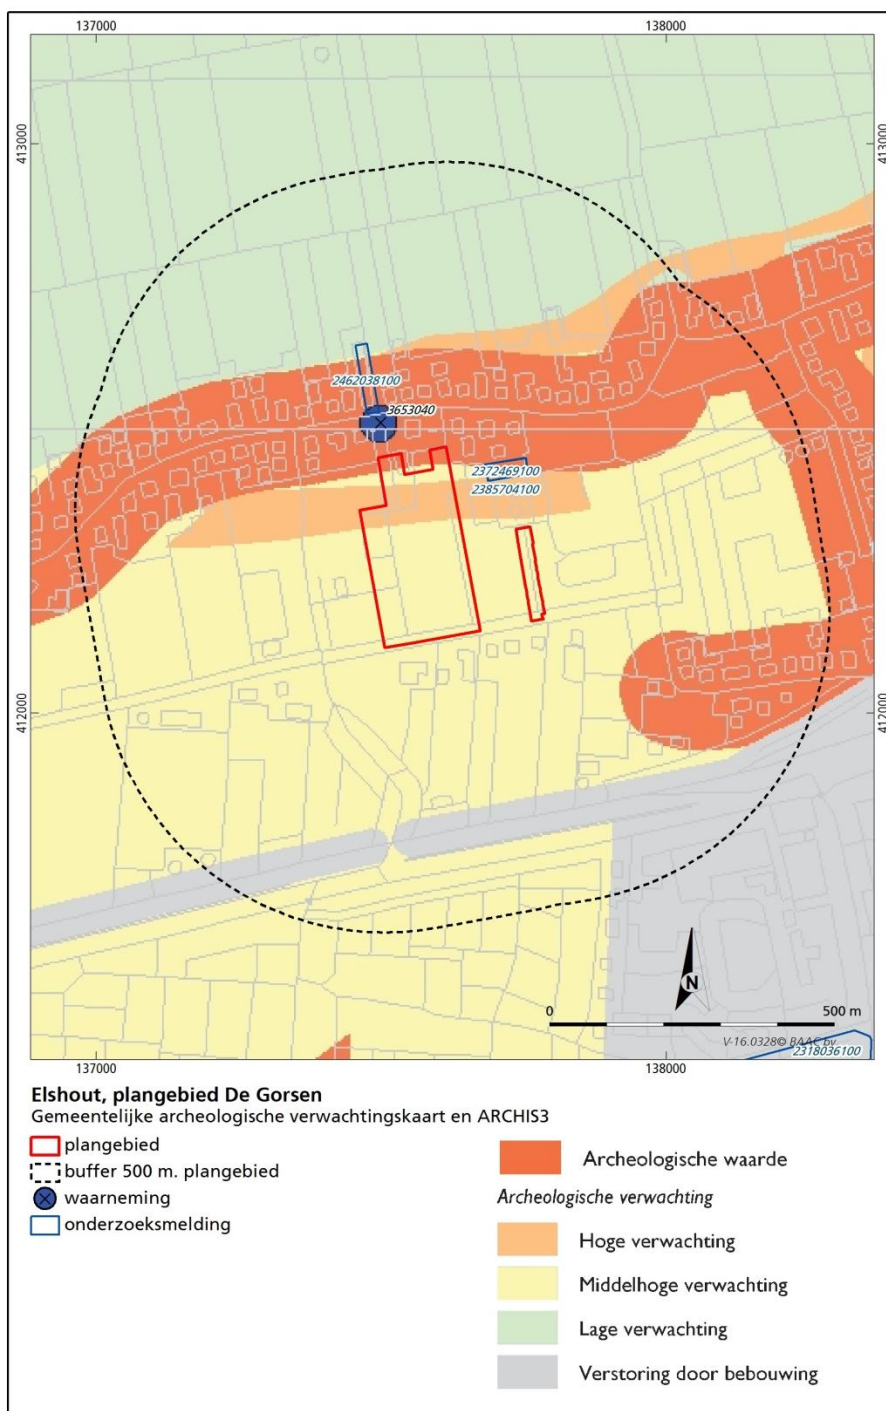 137000 138000
413000 413000
2462038100
3653040
2372469100
2385704100
412000 412000
N
0 500 m
V-16.0328© BAAC bv
2318036100
137000 138000
Elshout, plangebied De Gorsen
Gemeentelijke archeologische verwachtingskaart en ARCHIS3
plangebied
buffer 500 m. plangebied
waarneming
onderzoeksmelding
Archeologische waarde
Archeologische verwachting
Hoge verwachting
Middelhoge verwachting
Lage verwachting
Verstoring door bebouwing